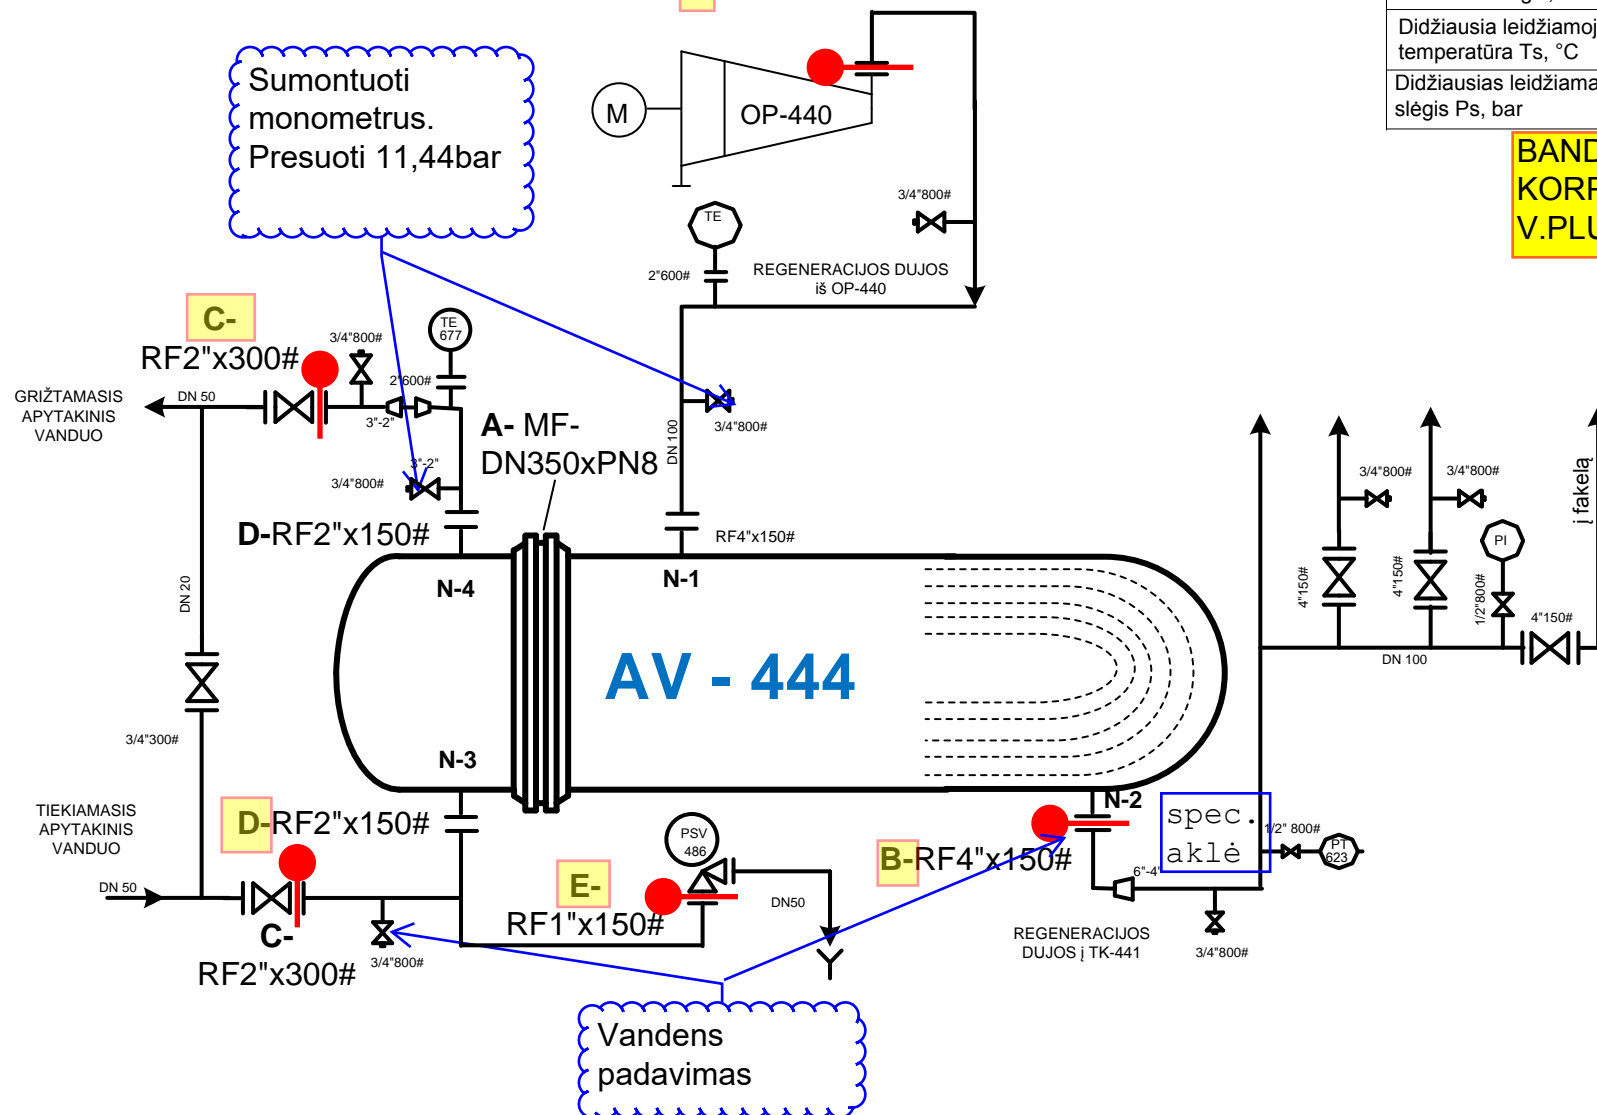 Didžiausia leidžiamoj
temperatūra Ts, °C
Didžiausias leidžiama
slėgis Ps, bar
BAND
KORP
V.PLU
Sumontuoti
monometrus.
Presuoti 11,44bar
M
OP-440
3/4"800#
TE
2"600#
REGENERACIJOS DUJOS
iš OP-440
C-
RF2"x300#
3/4"800#
TE
677
2"600#
GRIŽTAMASIS
APYTAKINIS
VANDUO
DN 50
3"-2"
A- MF-
DN350xPN8
DN 100
3/4"800#
3"-2"
3/4"800#
D-RF2"x150#
RF4"x150#
3/4"800#
3/4"800#
į fakelą
PI
4"150#
4"150#
1/2"800#
4"150#
DN 100
N-4
N-1
DN 20
AV - 444
3/4"300#
N-3
N-2
TIEKIAMASIS
APYTAKINIS
VANDUO
D-RF2"x150#
PSV
486
spec.
aklė
1/2" 800#
PT
623
B-RF4"x150#
6"-4"
DN 50
E-
RF1"x150#
DN50
C-
RF2"x300#
3/4"800#
REGENERACIJOS
DUJOS į TK-441
3/4"800#
Vandens
padavimas